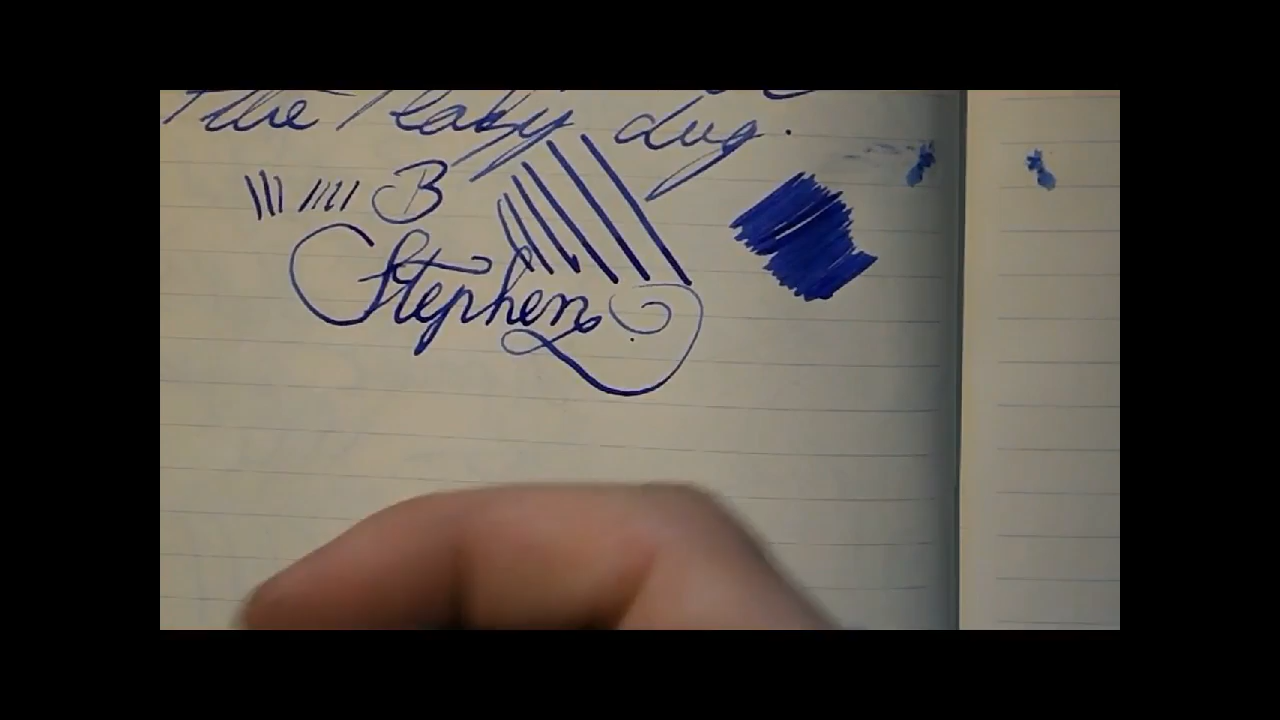 the lazy dog.
B
Stephen